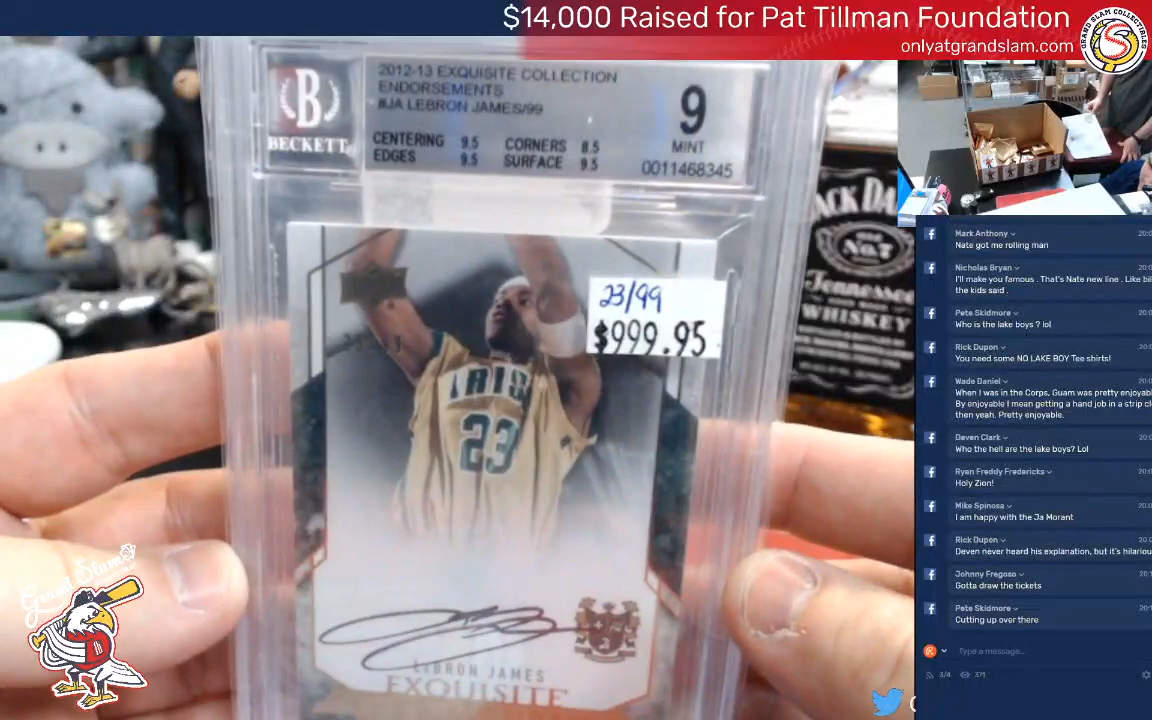 $14,000 Raised for Pat Tillman Foundation
onlyatgrandslam.com
GRAND SLAM COLLECTIBLES
B
BECKETT
2012-13 EXQUISITE COLLECTION
ENDORSEMENTS
#JA LEBRON JAMES/99
CENTERING 9.5 CORNERS 8.5
EDGES 9.5 SURFACE 9.5
9
MINT
0011468345
23/99
$999.95
IRIS
23
LEBRON JAMES
EXQUISITE
JACK DA
No.7
Tennessee
WHISKEY
Grand Slam
Mark Anthony
Nate got me rolling man
Nicholas Bryan
I'll make you famous . That's Nate new line . Like bil
the kids said .
Pete Skidmore
Who is the lake boys ? lol
Rick Dupon
You need some NO LAKE BOY Tee shirts!
Wade Daniel
When I was in the Corps, Guam was pretty enjoyabl
By enjoyable I mean getting a hand job in a strip cl
then yeah. Pretty enjoyable.
Deven Clark
Who the hell are the lake boys? Lol
Ryan Freddy Fredericks
Holy Zion!
Mike Spinosa
I am happy with the Ja Morant
Rick Dupon
Deven never heard his explanation, but it's hilariou
Johnny Fregoso
Gotta draw the tickets
Pete Skidmore
Cutting up over there
Type a message...
3/4 371